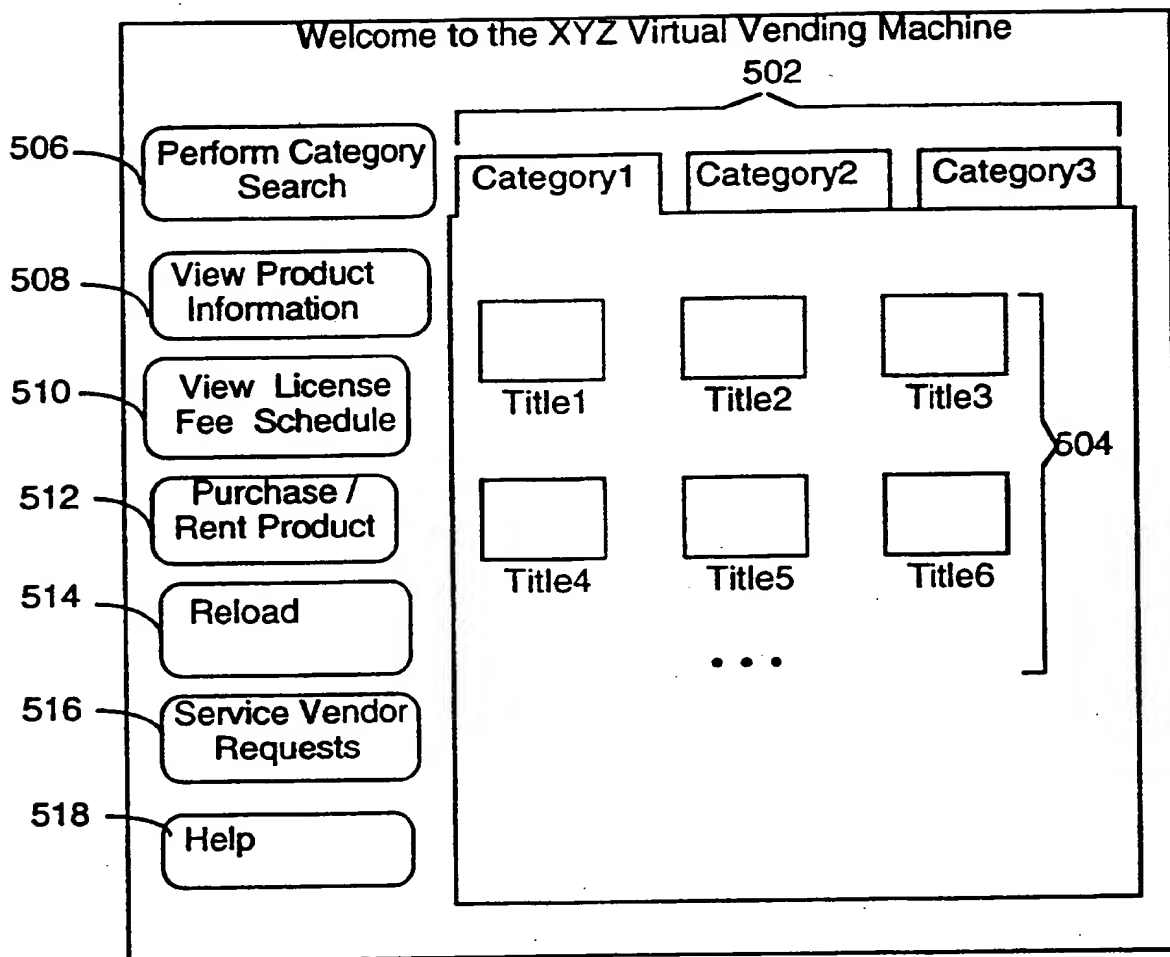 Welcome to the XYZ Virtual Vending Machine
502
506
Perform Category
Search
Category1
Category2
Category3
508
View Product
Information
510
View License
Fee Schedule
Title1
Title2
Title3
504
512
Purchase /
Rent Product
Title4
Title5
Title6
514
Reload
• • •
516
Service Vendor
Requests
518
Help